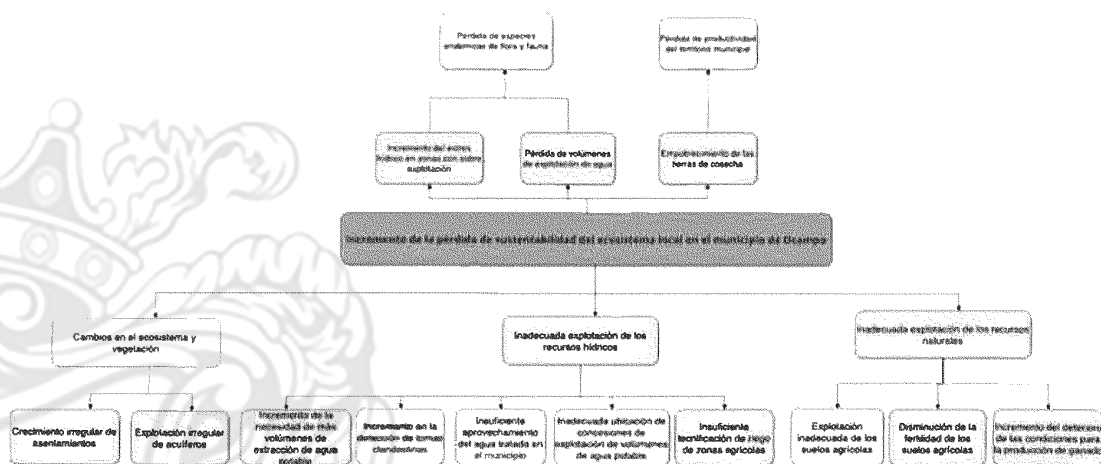 Pérdida de especies
endémicas de flora y fauna
Pérdida de productividad
del territorio municipal
Incremento del estrés
hídrico en zonas con sobre
explotación
Pérdida de volúmenes
de explotación de agua
Empobrecimiento de las
tierras de cosecha
Incremento de la perdida de sustentabilidad del ecosistema local en el municipio de Ocampo
Cambios en el ecosistema y
vegetación
Inadecuada explotación de los
recursos hídricos
Inadecuada explotación de los recursos
naturales
Crecimiento irregular de
asentamientos
Explotación irregular
de acuíferos
Incremento de la
necesidad de más
volúmenes de
extracción de agua
potable
Incremento en la
detección de tomas
clandestinas
Insuficiente
aprovechamiento
del agua tratada en
el municipio
Inadecuada ubicación de
concesiones de
explotación de volúmenes
de agua potable
Insuficiente
tecnificación de riego
de zonas agrícolas
Explotación
inadecuada de los
suelos agrícolas
Disminución de la
fertilidad de los
suelos agrícolas
Incremento del deterioro
de las condiciones para
la producción de ganado